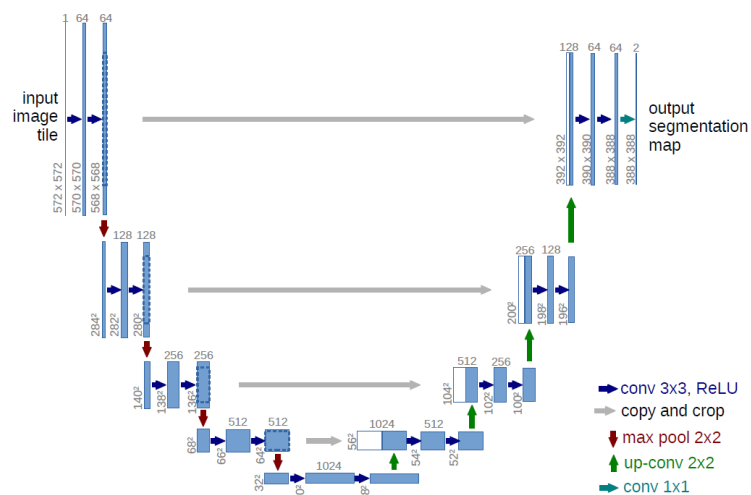 1 64 64
input
image
tile
572 x 572
570 x 570
568 x 568
128 64 64 2
output
segmentation
map
392 x 392
390 x 390
388 x 388
388 x 388
128 128
284²
282²
280²
256 128
200²
198²
196²
256 256
140²
138²
136²
512 256
104²
102²
100²
512 512
68²
66²
64²
1024 512
56²
54²
52²
1024
32²
0²
8²
conv 3x3, ReLU
copy and crop
max pool 2x2
up-conv 2x2
conv 1x1